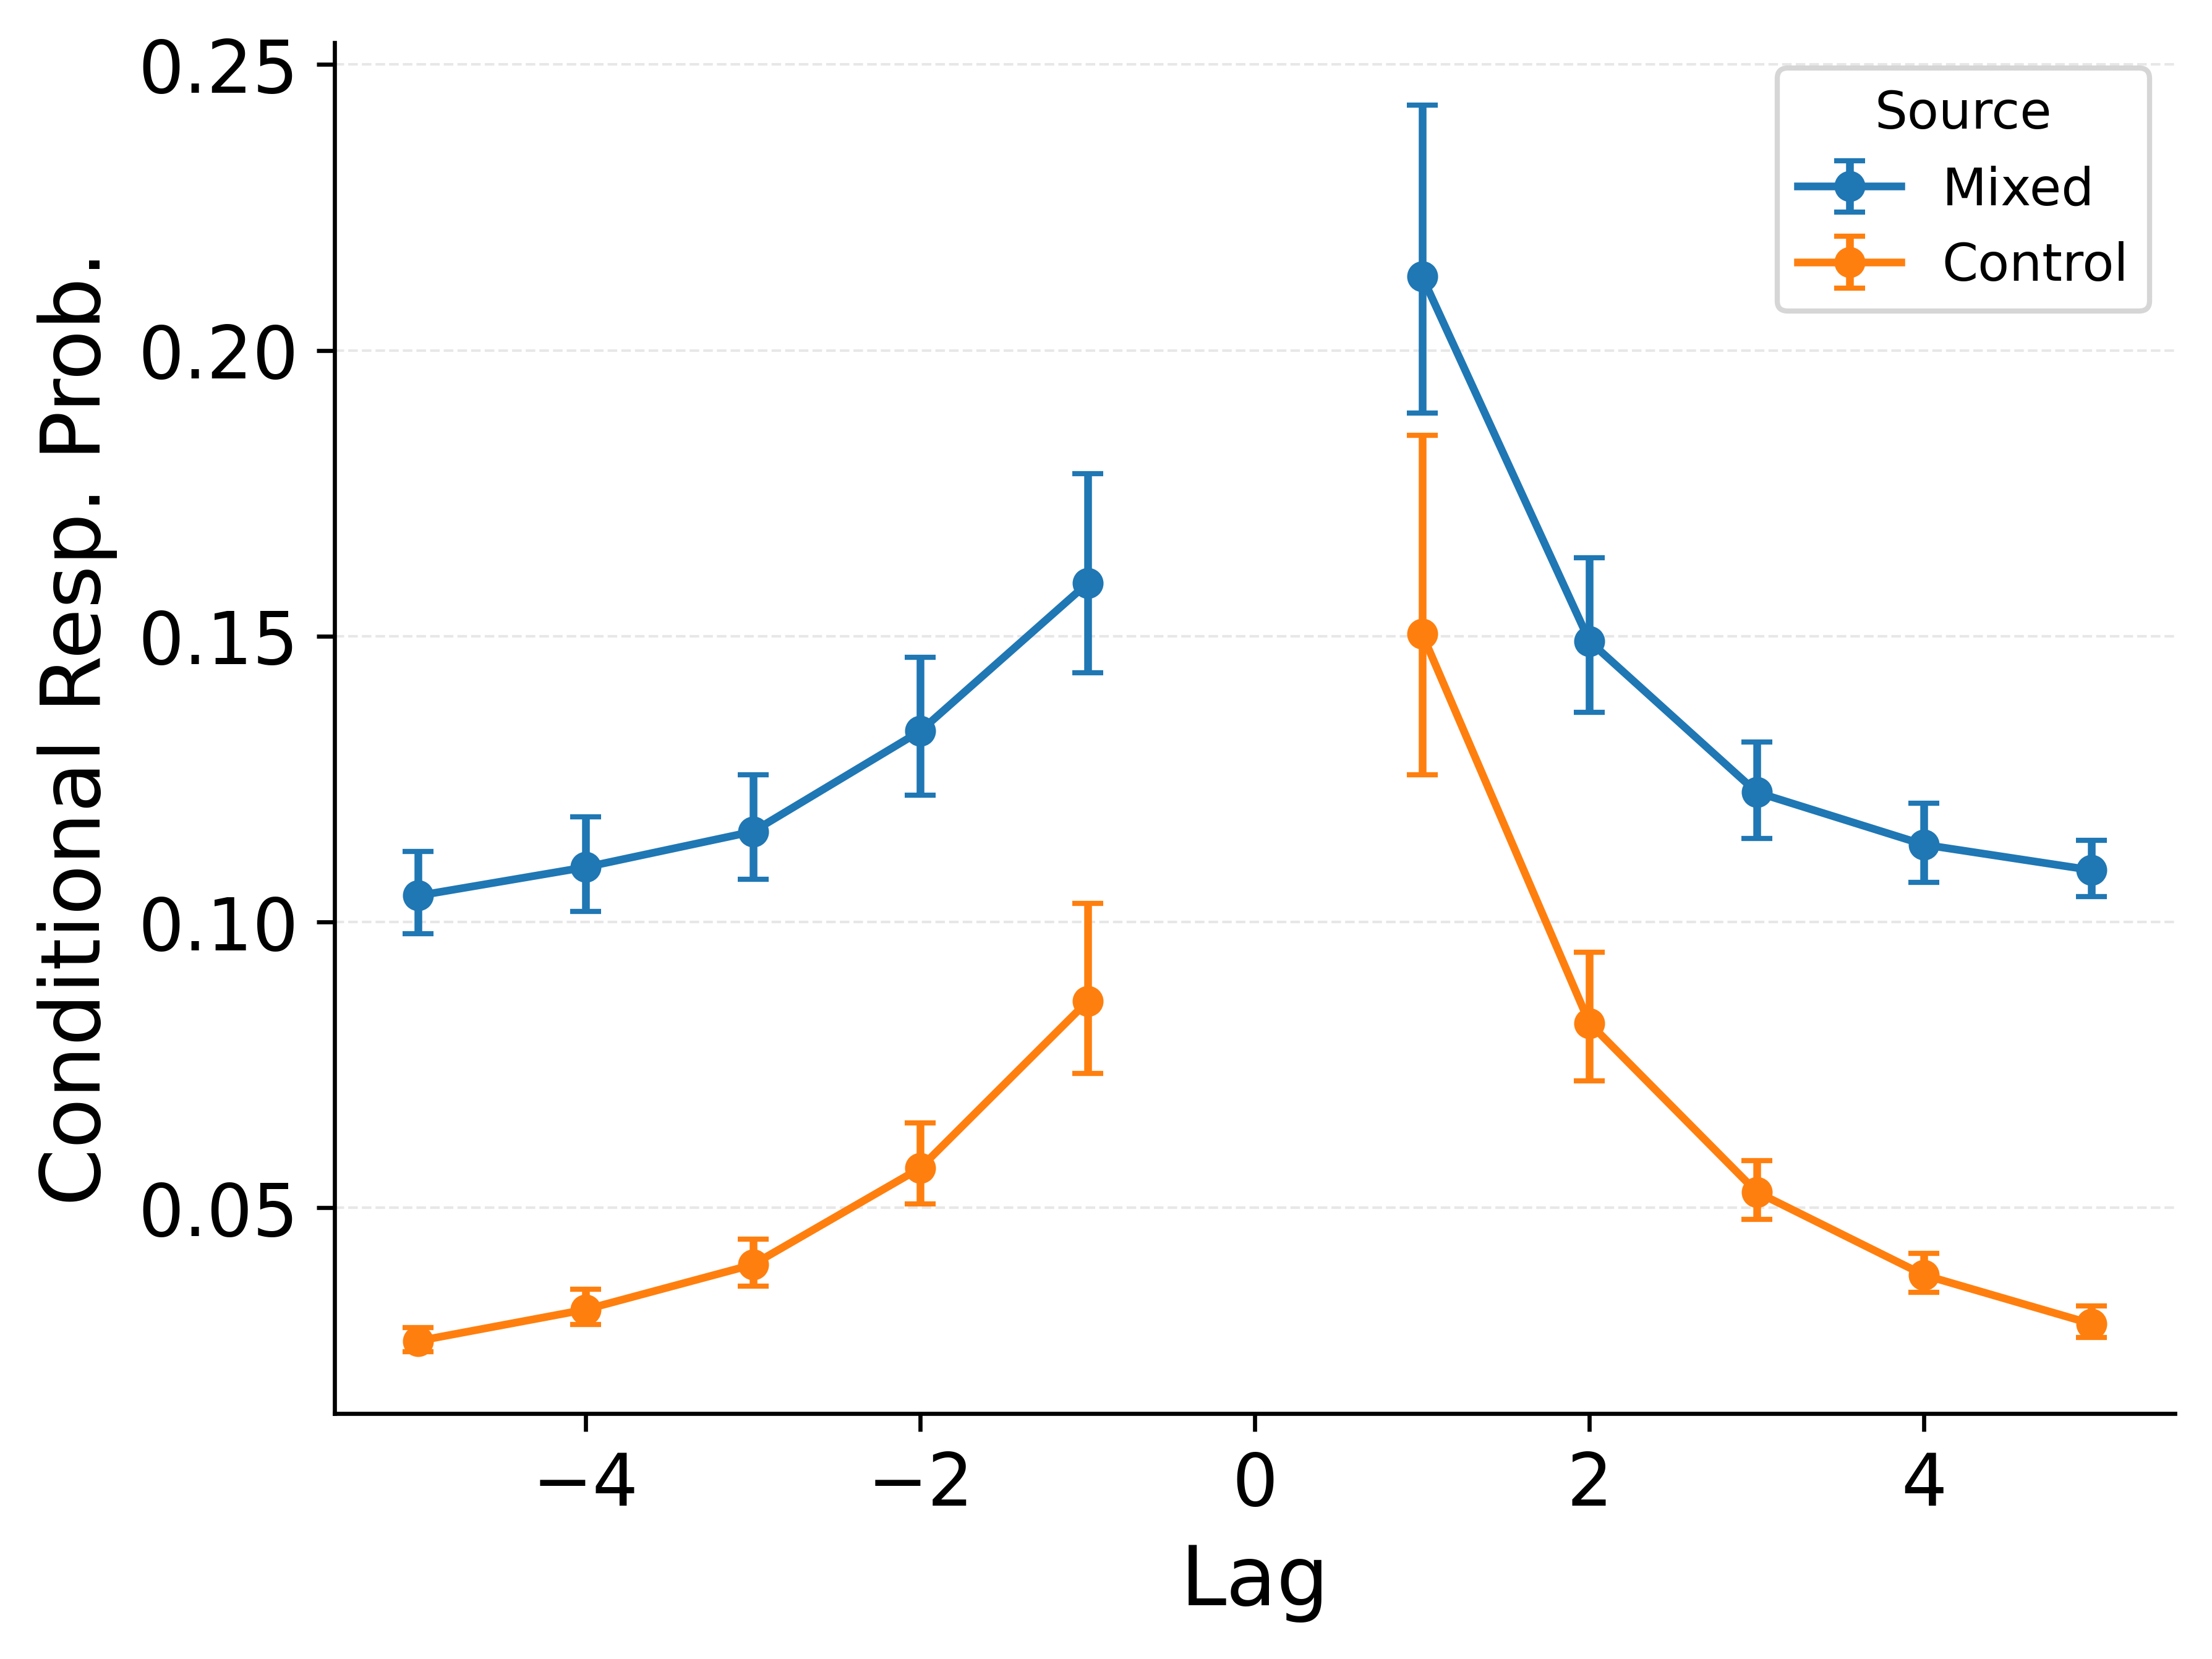 Conditional Resp. Prob.
0.25
0.20
0.15
0.10
0.05
Source
Mixed
Control
−4
−2
0
2
4
Lag